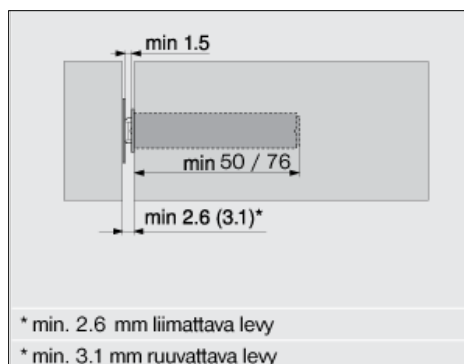 min 1.5
min 50 / 76
min 2.6 (3.1)*
* min. 2.6 mm liimattava levy
* min. 3.1 mm ruuvattava levy